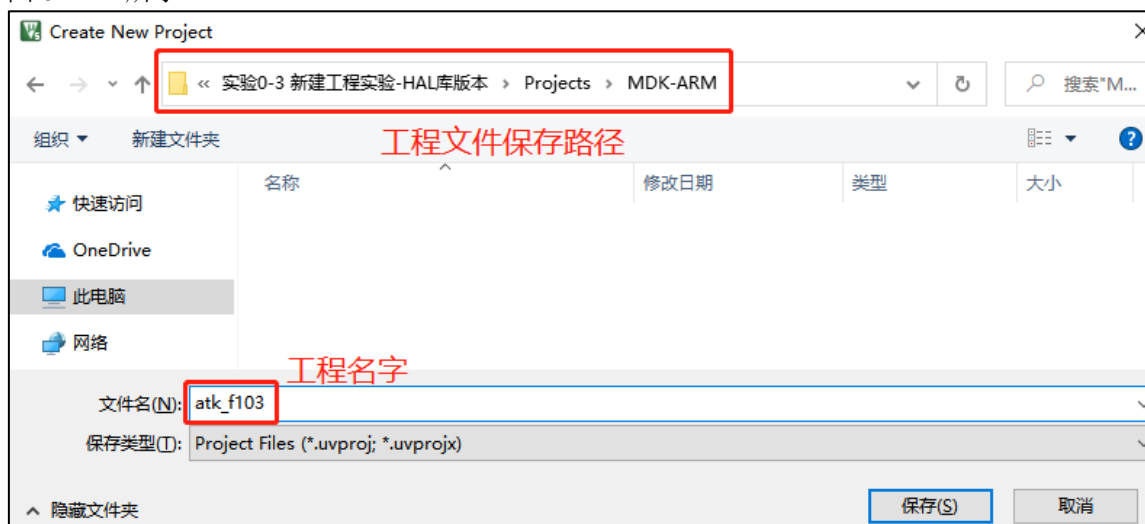 Create New Project
« 实验0-3 新建工程实验-HAL库版本 › Projects › MDK-ARM
搜索"M...
组织 新建文件夹
工程文件保存路径
名称 修改日期 类型 大小
快速访问
OneDrive
此电脑
网络
工程名字
文件名(N): atk_f103
保存类型(T): Project Files (*.uvproj; *.uvprojx)
隐藏文件夹 保存(S) 取消